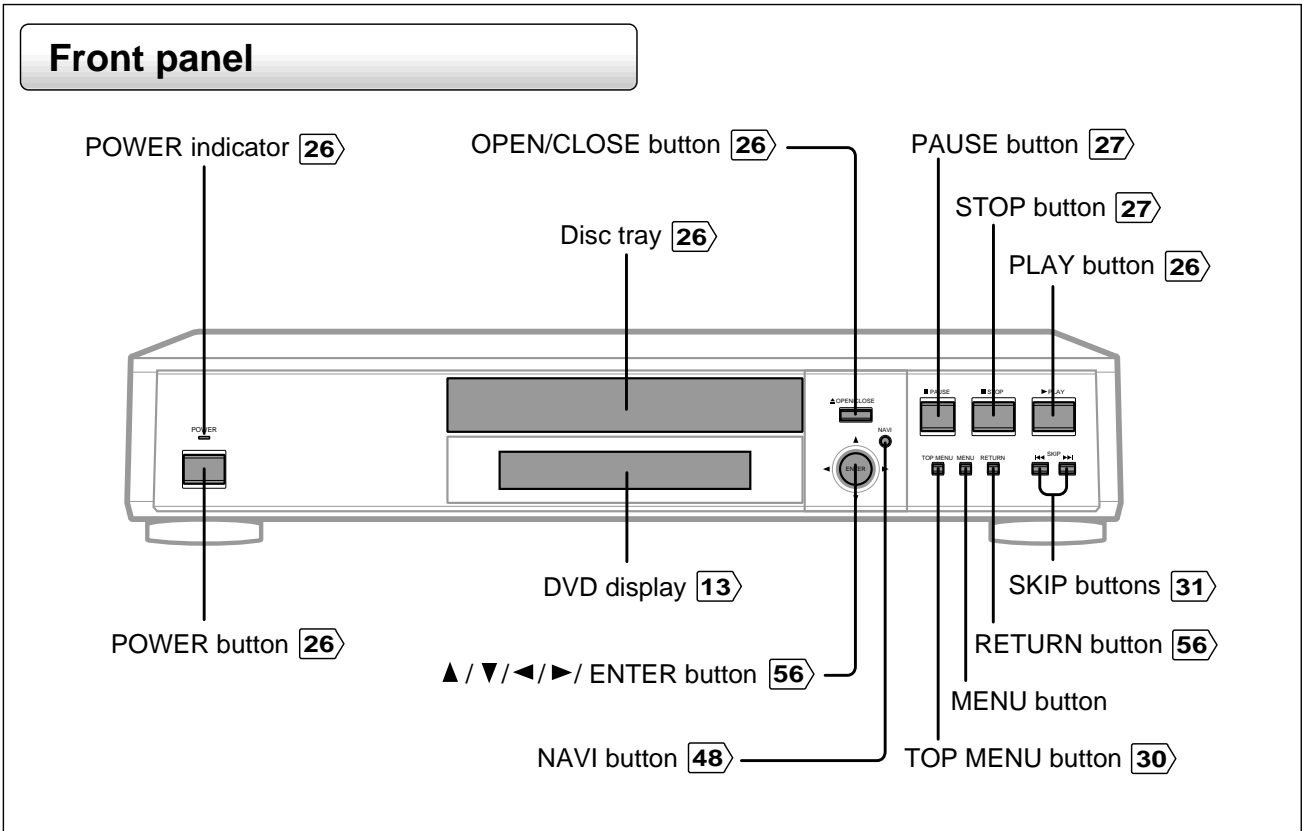 Front panel
POWER indicator 26
OPEN/CLOSE button 26
PAUSE button 27
STOP button 27
Disc tray 26
PLAY button 26
POWER
▲OPEN/CLOSE
NAVI
ENTER
■ PAUSE
■ STOP
► PLAY
TOP MENU
MENU
RETURN
SKIP
DVD display 13
SKIP buttons 31
POWER button 26
RETURN button 56
▲ / ▼ / ◄ / ► / ENTER button 56
MENU button
NAVI button 48
TOP MENU button 30